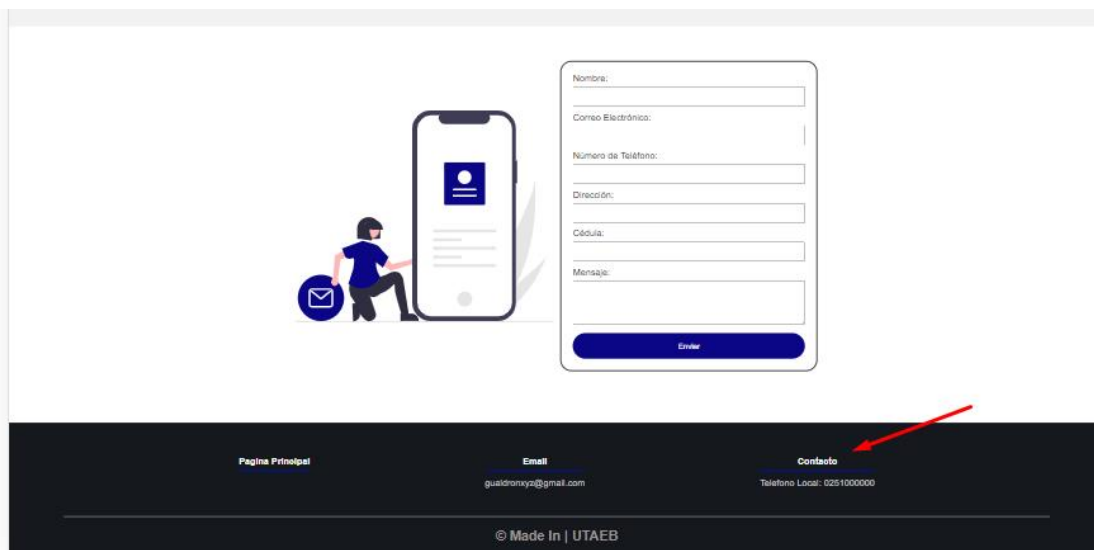 Nombre:
Correo Electrónico:
Número de Teléfono:
Dirección:
Cédula:
Mensaje:
Enviar
Pagina Principal
Email
Contacto
gualdronxyz@gmail.com
Telefono Local: 0251000000
© Made In | UTAEB